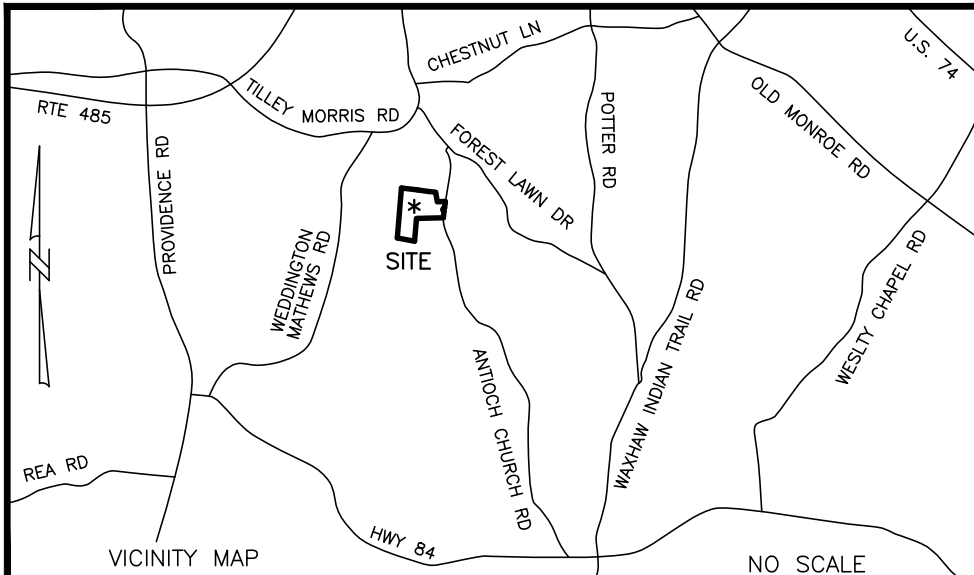 CHESTNUT LN
U.S. 74
RTE 485
TILLEY MORRIS RD
POTTER RD
OLD MONROE RD
PROVIDENCE RD
FOREST LAWN DR
N
*
SITE
WEDDINGTON
MATHEWS RD
WESLTY CHAPEL RD
WAXHAW INDIAN TRAIL RD
ANTIOCH CHURCH RD
REA RD
HWY 84
VICINITY MAP
NO SCALE